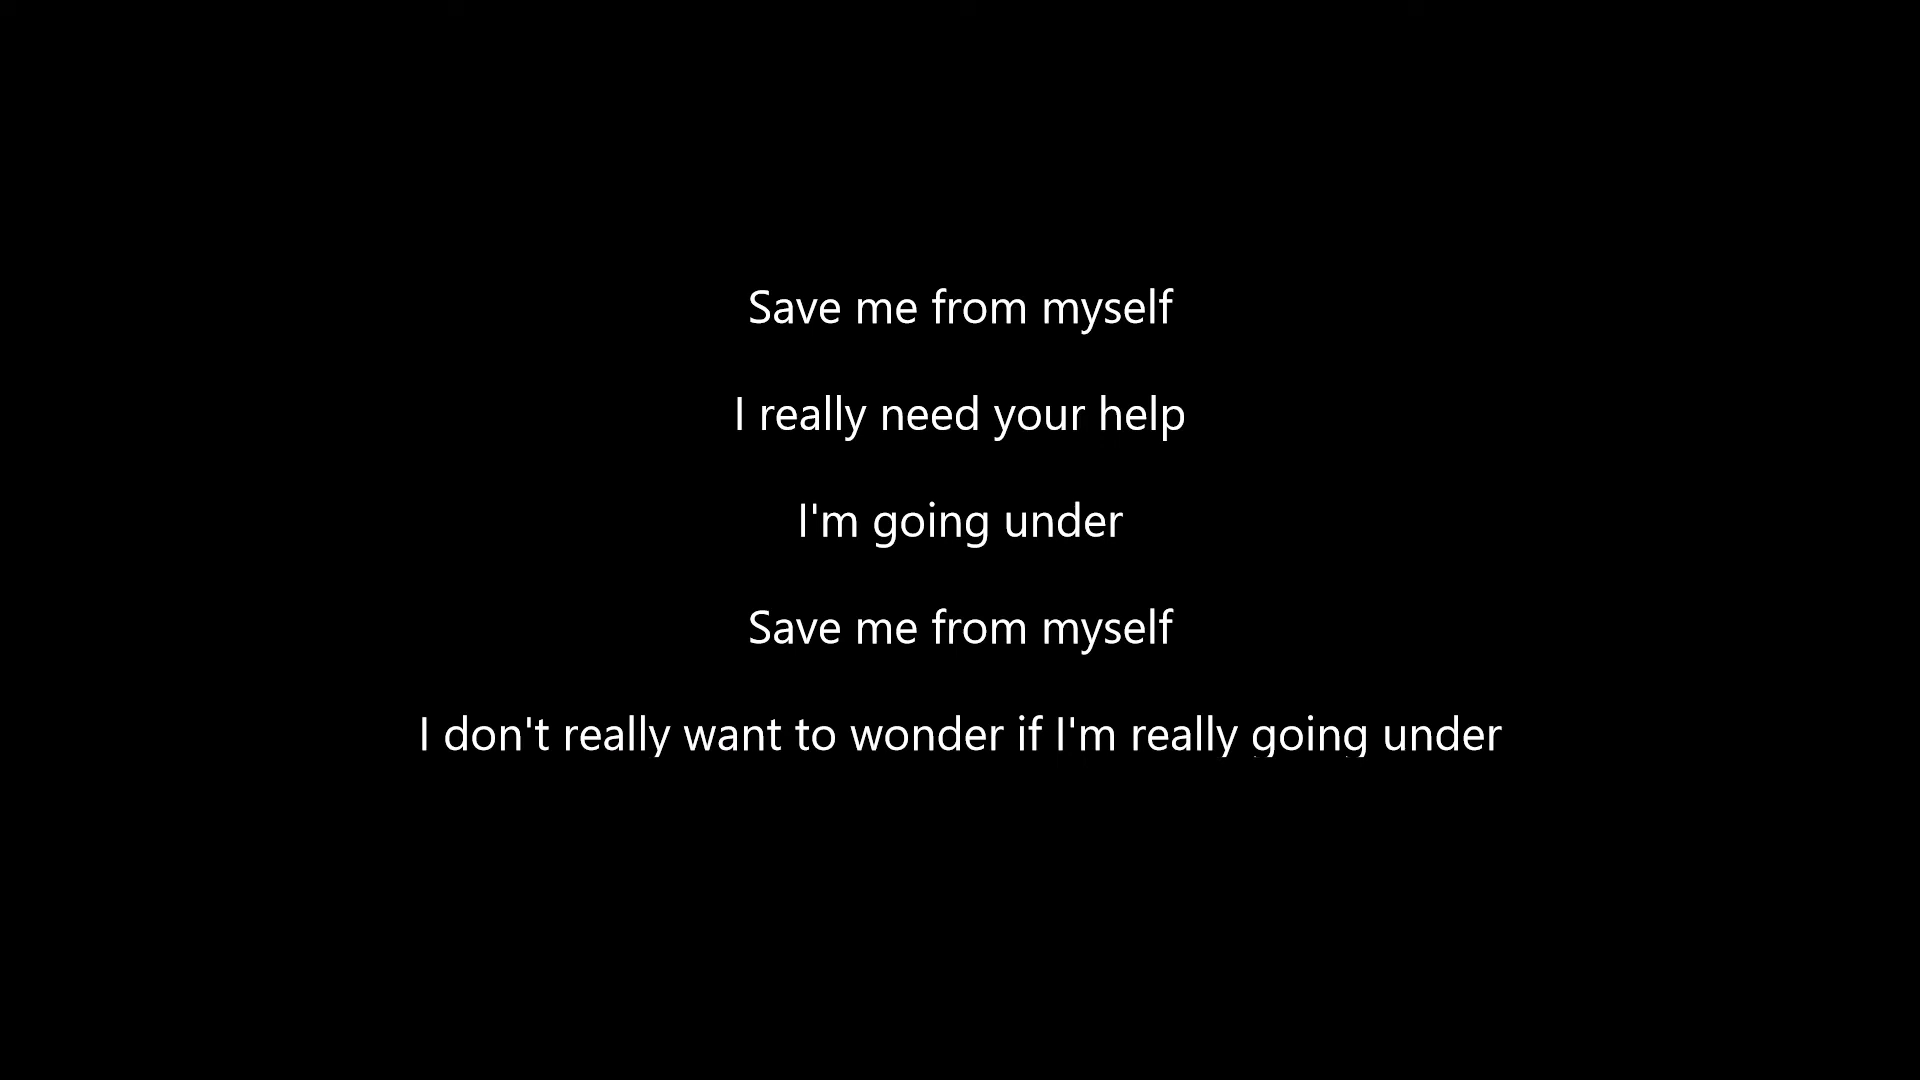 Save me from myself
I really need your help
I'm going under
Save me from myself
I don't really want to wonder if I'm really going under